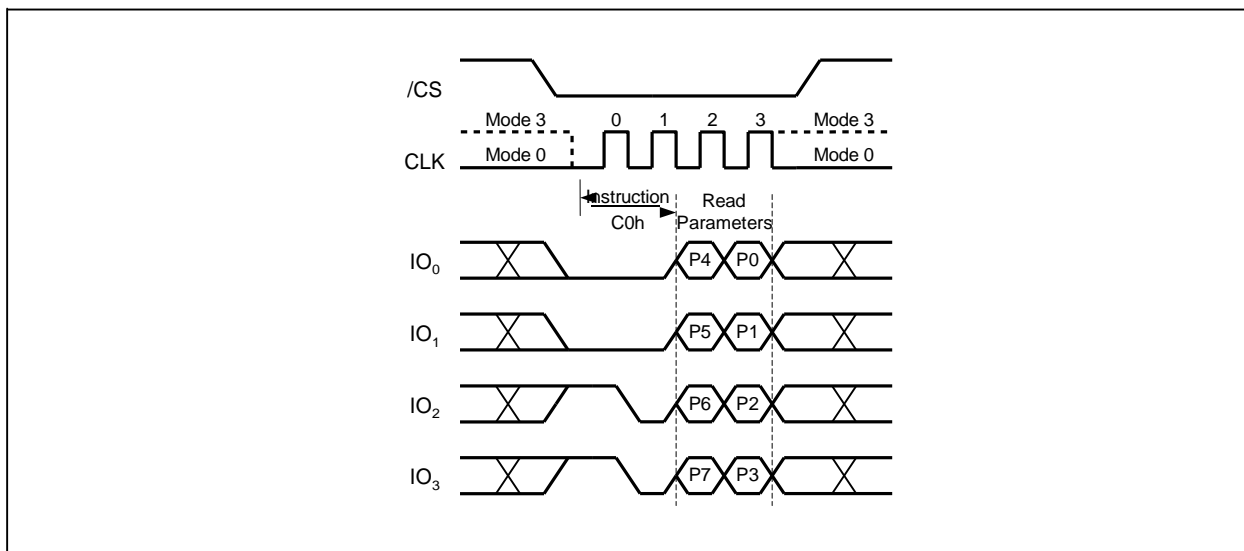 /CS
Mode 3 0 1 2 3 Mode 3
CLK Mode 0 Mode 0
Instruction Read
C0h Parameters
IO₀ P4 P0
IO₁ P5 P1
IO₂ P6 P2
IO₃ P7 P3